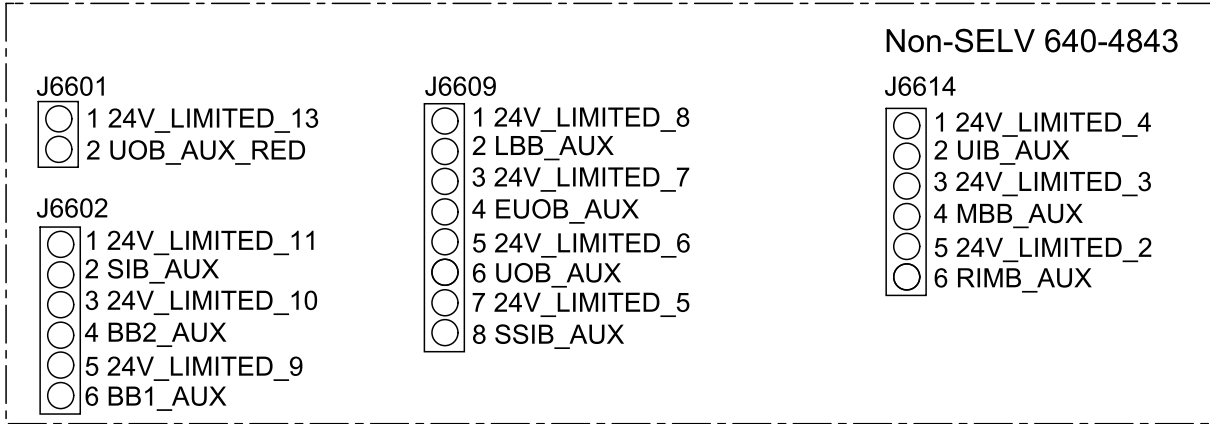 Non-SELV 640-4843
J6601
1 24V_LIMITED_13
2 UOB_AUX_RED
J6602
1 24V_LIMITED_11
2 SIB_AUX
3 24V_LIMITED_10
4 BB2_AUX
5 24V_LIMITED_9
6 BB1_AUX
J6609
1 24V_LIMITED_8
2 LBB_AUX
3 24V_LIMITED_7
4 EUOB_AUX
5 24V_LIMITED_6
6 UOB_AUX
7 24V_LIMITED_5
8 SSIB_AUX
J6614
1 24V_LIMITED_4
2 UIB_AUX
3 24V_LIMITED_3
4 MBB_AUX
5 24V_LIMITED_2
6 RIMB_AUX